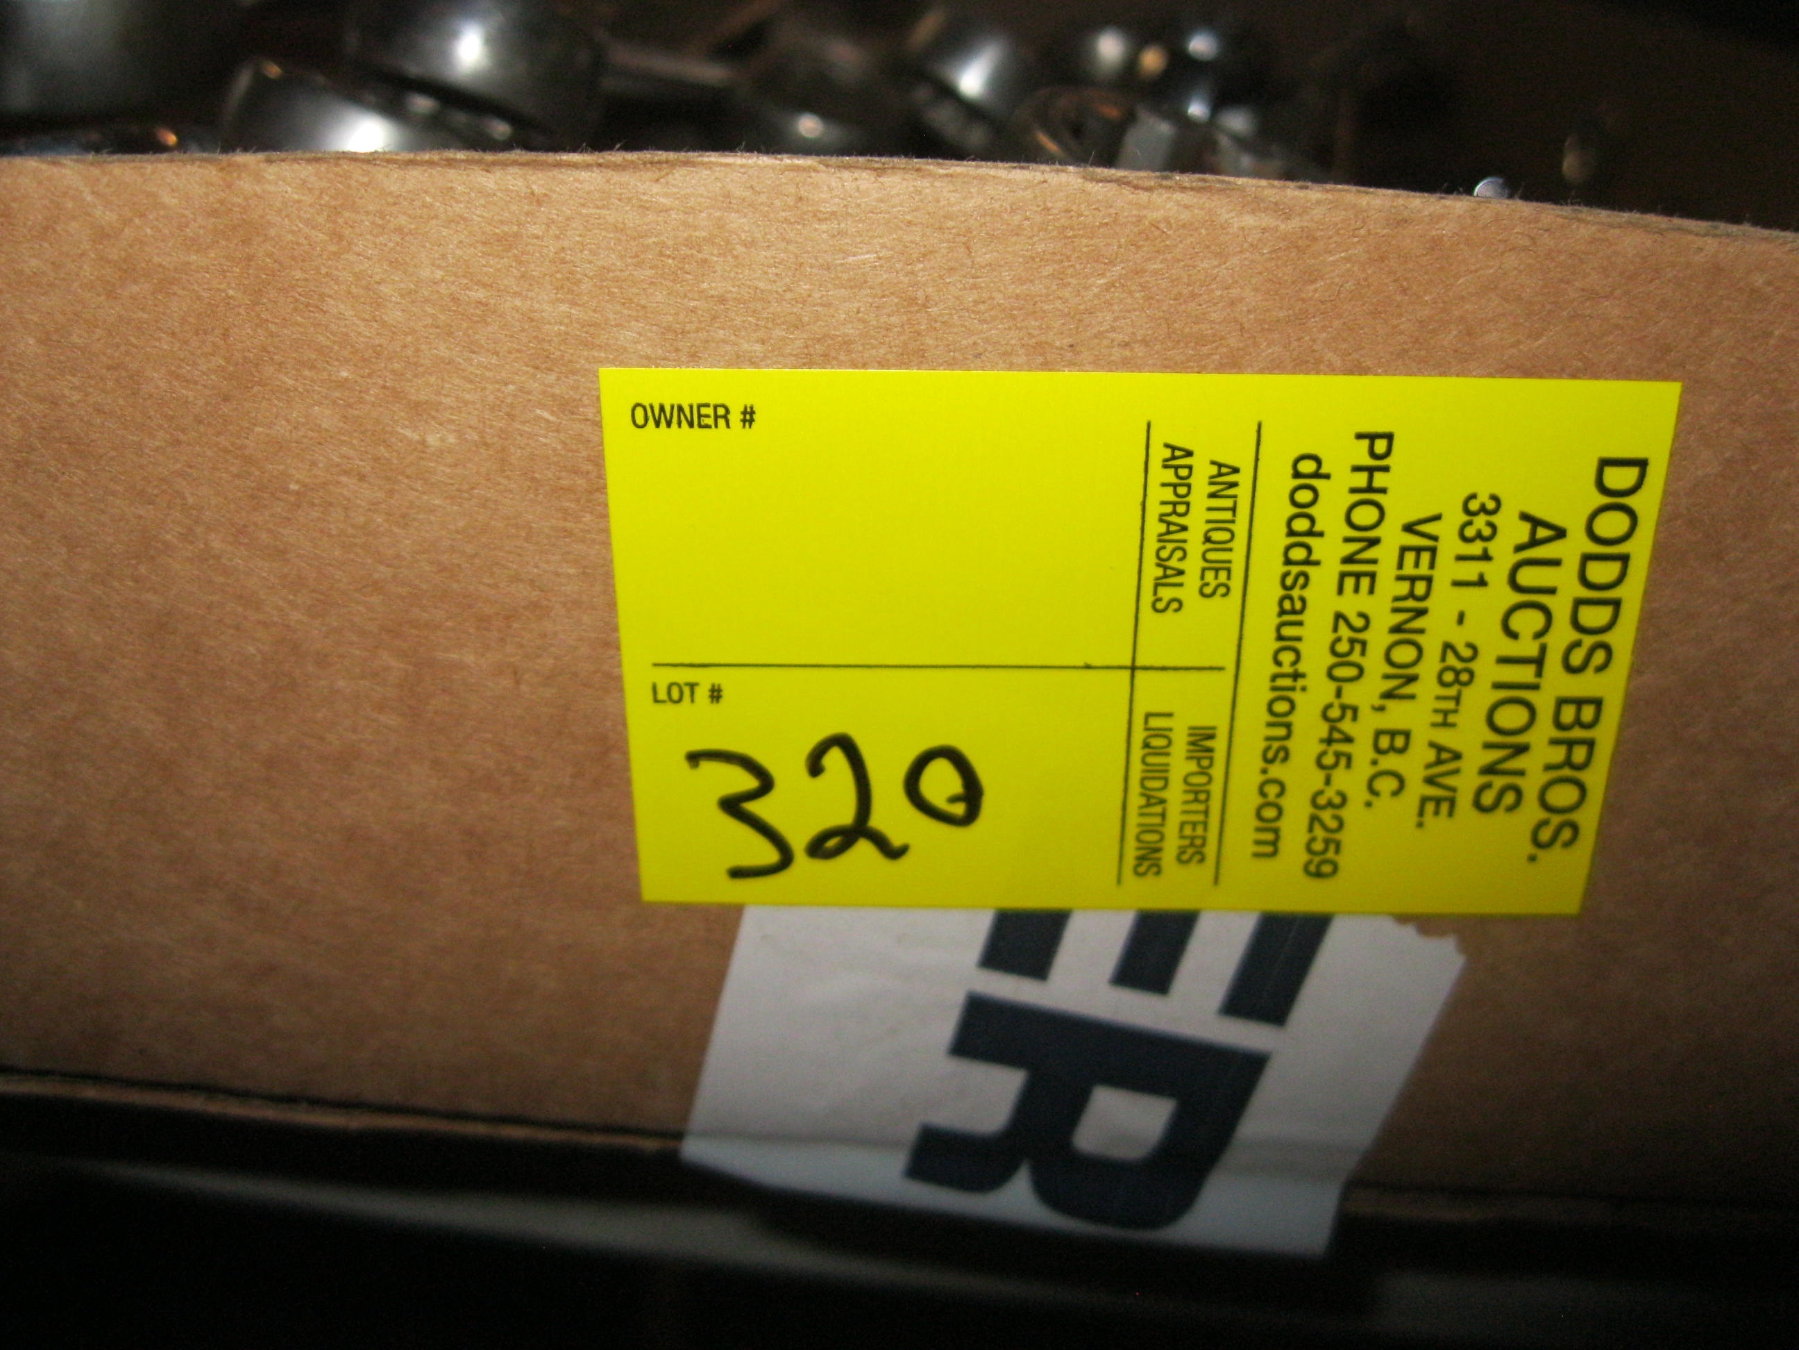 OWNER #
LOT #
320
DODDS BROS.
AUCTIONS
3311 - 28TH AVE.
VERNON, B.C.
PHONE 250-545-3259
doddsauctions.com
ANTIQUES
APPRAISALS
IMPORTERS
LIQUIDATIONS
ER